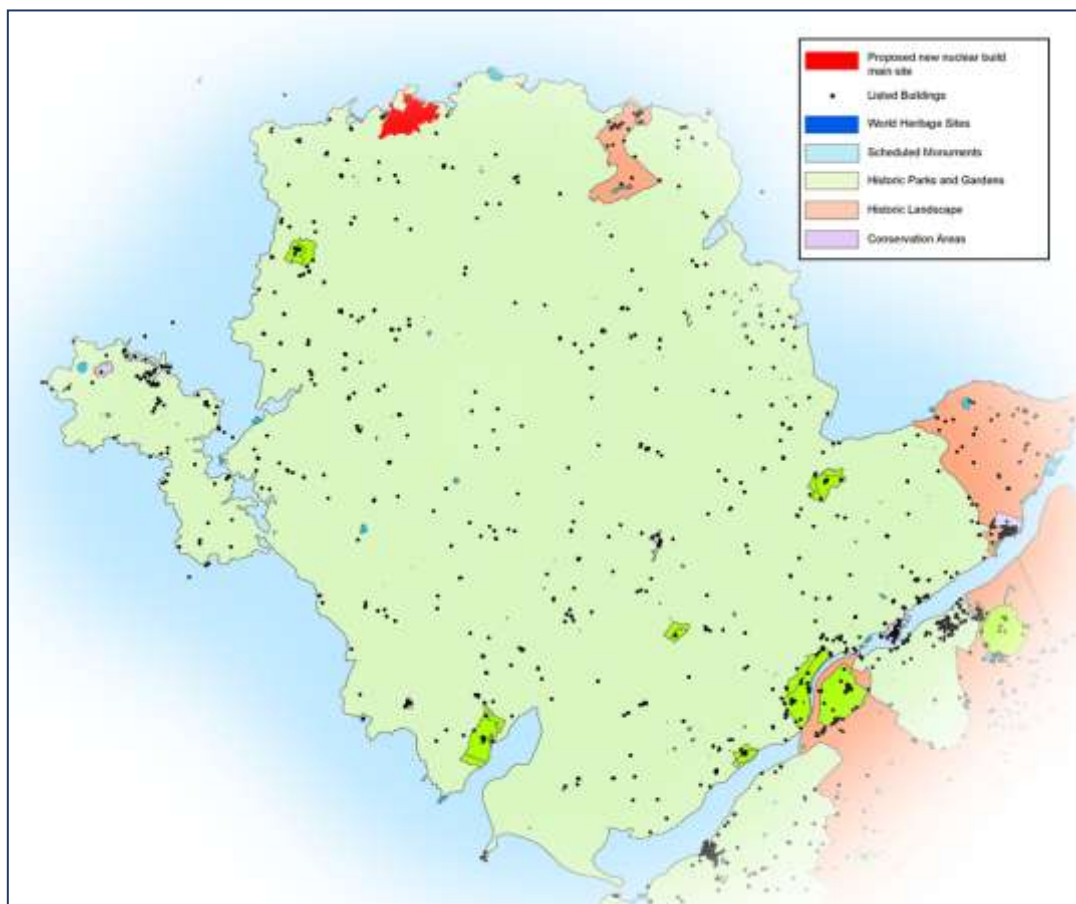 Proposed new nuclear build
main site
Listed Buildings
World Heritage Sites
Scheduled Monuments
Historic Parks and Gardens
Historic Landscape
Conservation Areas